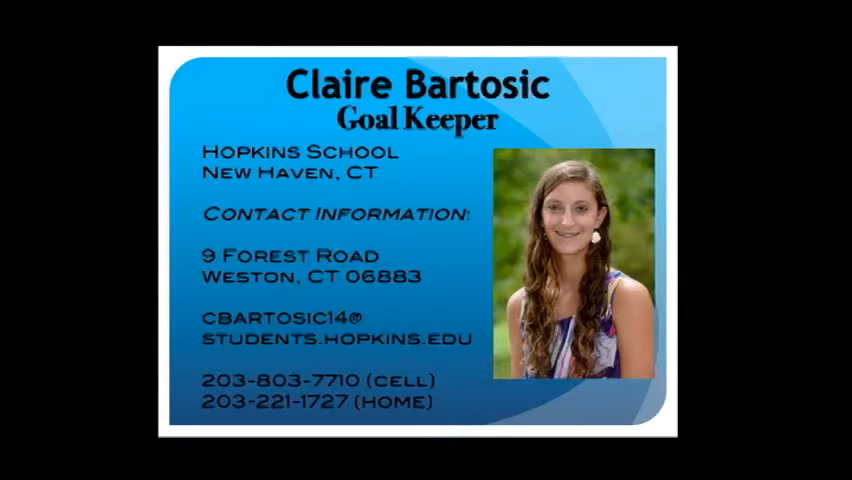 Claire Bartosic
Goal Keeper
Hopkins School
New Haven, CT
Contact Information:
9 Forest Road
Weston, CT 06883
cbartosic14@
students.hopkins.edu
203-803-7710 (cell)
203-221-1727 (home)